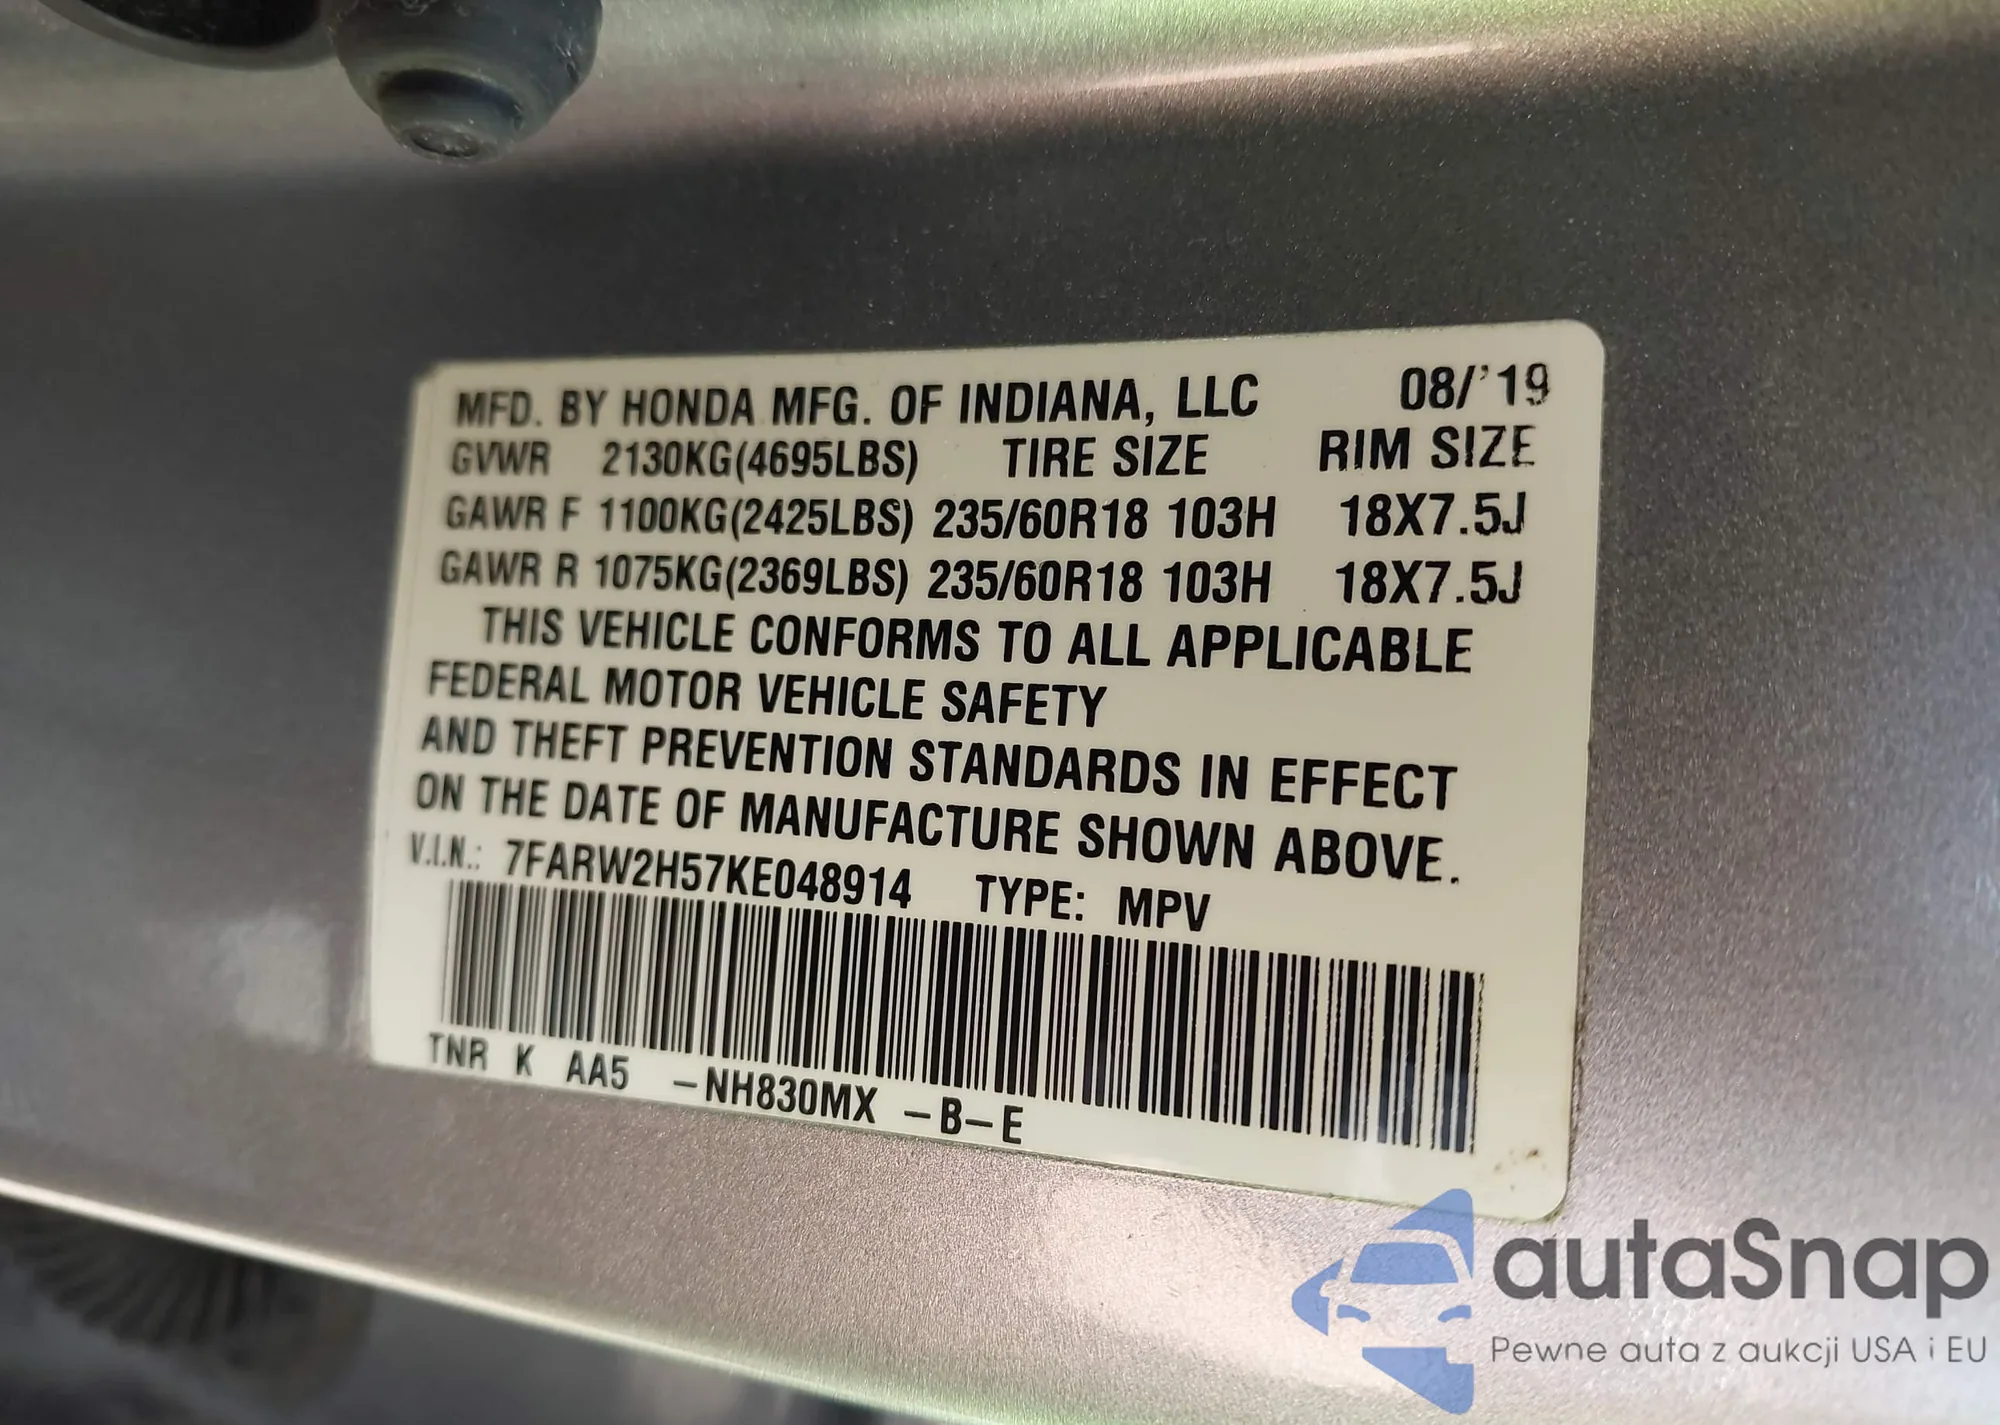 MFD. BY HONDA MFG. OF INDIANA, LLC 08/'19
GVWR 2130KG(4695LBS) TIRE SIZE RIM SIZE
GAWR F 1100KG(2425LBS) 235/60R18 103H 18X7.5J
GAWR R 1075KG(2369LBS) 235/60R18 103H 18X7.5J
THIS VEHICLE CONFORMS TO ALL APPLICABLE
FEDERAL MOTOR VEHICLE SAFETY
AND THEFT PREVENTION STANDARDS IN EFFECT
ON THE DATE OF MANUFACTURE SHOWN ABOVE.
V.I.N.: 7FARW2H57KE048914 TYPE: MPV
TNR K AA5 -NH830MX -B-E
autaSnap
Pewne auta z aukcji USA i EU